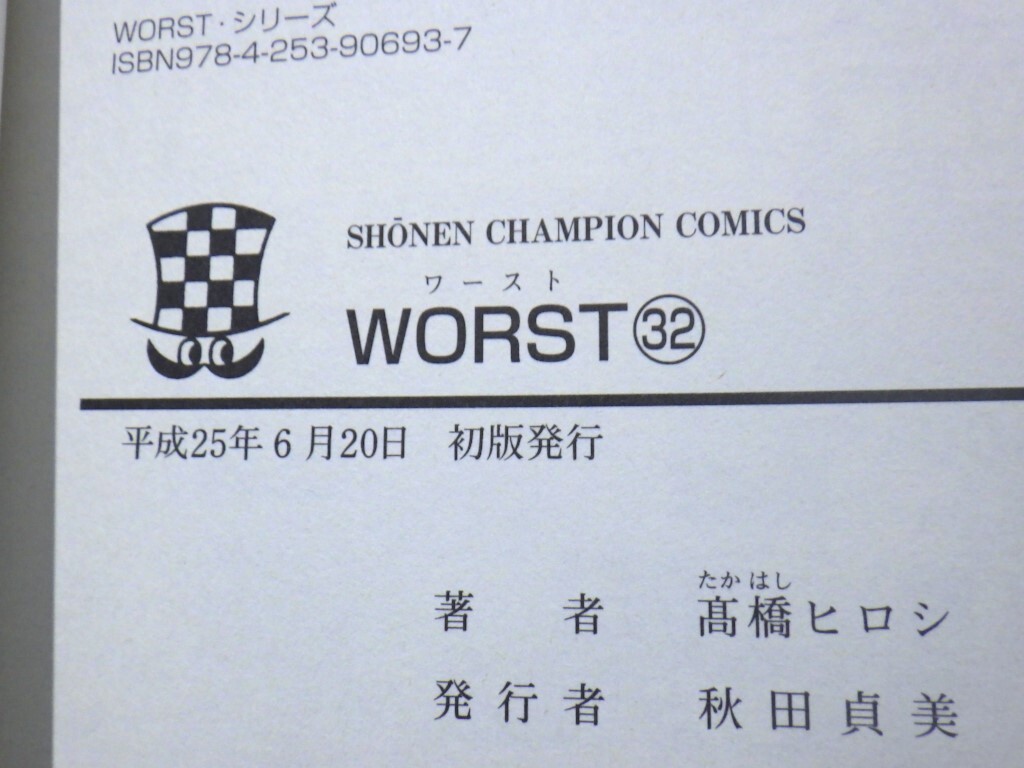 WORST・シリーズ
ISBN978-4-253-90693-7
SHŌNEN CHAMPION COMICS
ワースト
WORST㉜
平成25年6月20日 初版発行
たかはし
著者 髙橋ヒロシ
発行者 秋田貞美